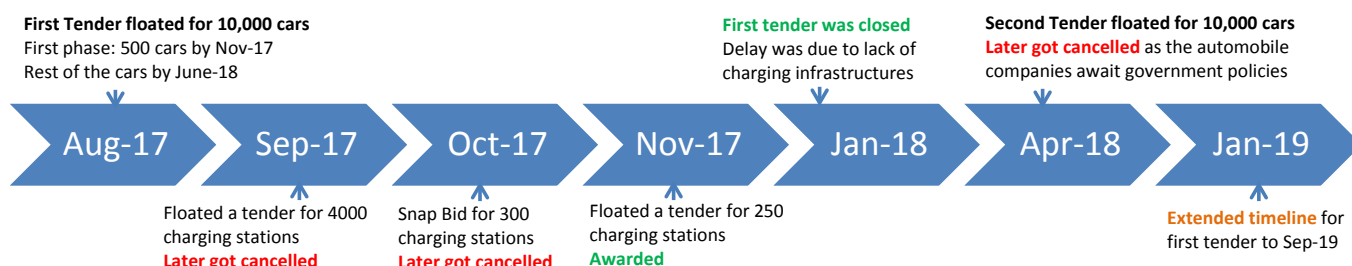 First Tender floated for 10,000 cars
First phase: 500 cars by Nov-17
Rest of the cars by June-18
First tender was closed
Delay was due to lack of
charging infrastructures
Second Tender floated for 10,000 cars
Later got cancelled as the automobile
companies await government policies
Aug-17
Sep-17
Oct-17
Nov-17
Jan-18
Apr-18
Jan-19
Floated a tender for 4000
charging stations
Later got cancelled
Snap Bid for 300
charging stations
Later got cancelled
Floated a tender for 250
charging stations
Awarded
Extended timeline for
first tender to Sep-19